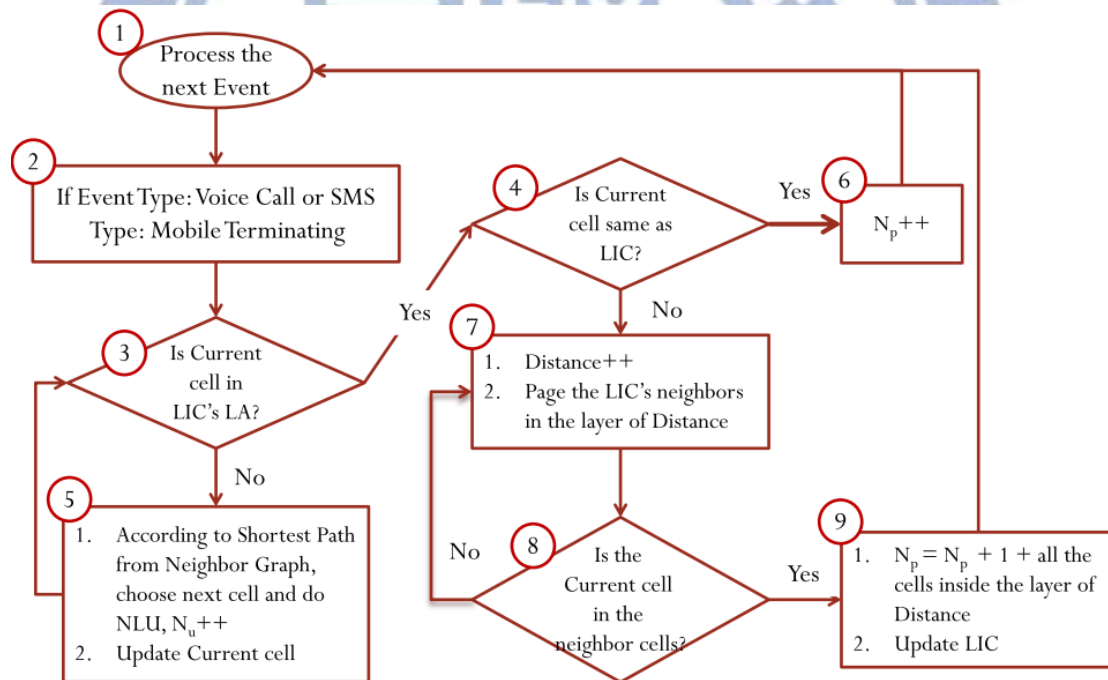 1
Process the
next Event
2
If Event Type: Voice Call or SMS
Type: Mobile Terminating
3
Is Current
cell in
LIC's LA?
Yes
No
4
Is Current
cell same as
LIC?
Yes
No
6
Np++
5
1. According to Shortest Path
from Neighbor Graph,
choose next cell and do
NLU, Nu++
2. Update Current cell
7
1. Distance++
2. Page the LIC's neighbors
in the layer of Distance
8
Is the
Current cell
in the
neighbor cells?
No
Yes
9
1. Np = Np + 1 + all the
cells inside the layer of
Distance
2. Update LIC